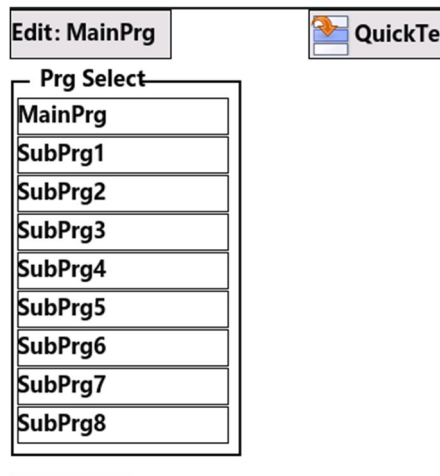 Edit: MainPrg
QuickTe
Prg Select
MainPrg
SubPrg1
SubPrg2
SubPrg3
SubPrg4
SubPrg5
SubPrg6
SubPrg7
SubPrg8